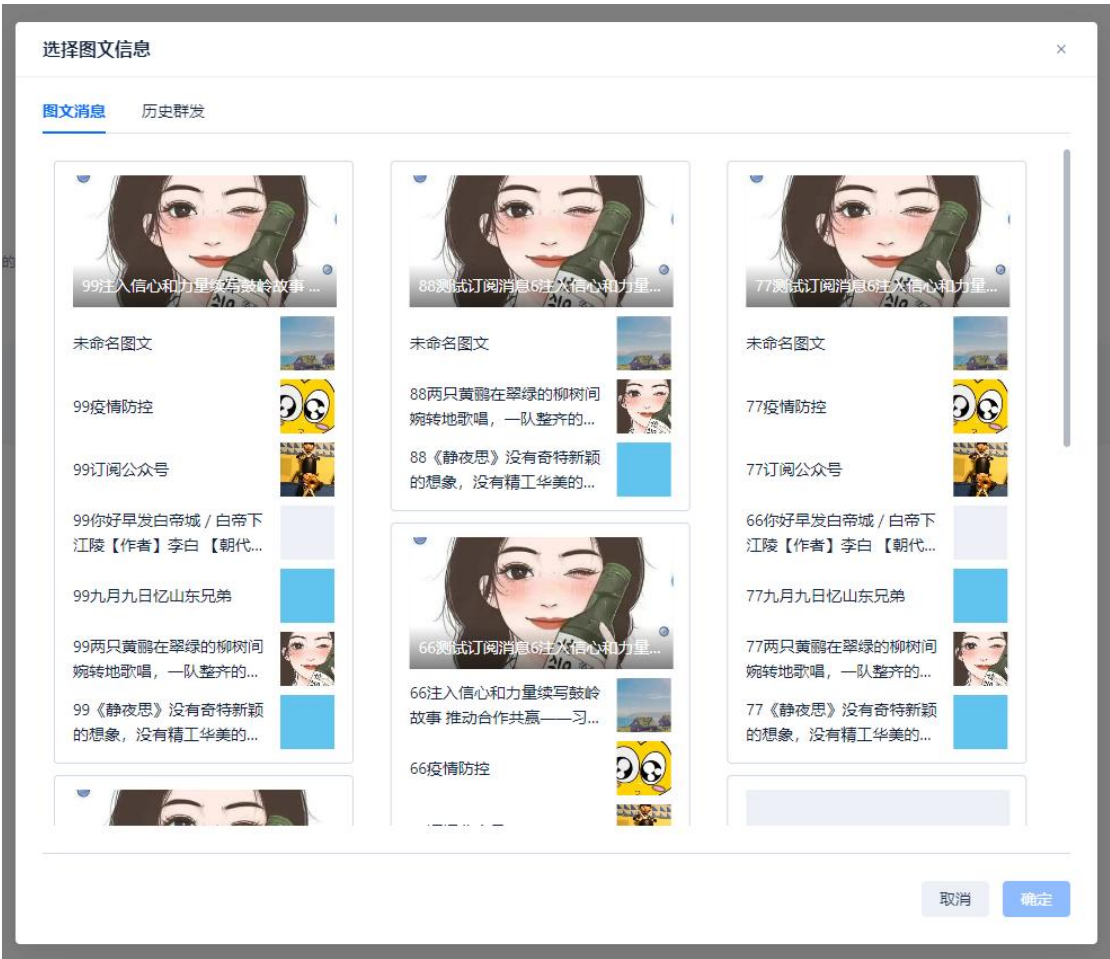 选择图文信息
图文消息
历史群发
的
99注入信心和力量续写鼓岭故事 ...
未命名图文
99疫情防控
99订阅公众号
99你好早发白帝城 / 白帝下
江陵【作者】李白 【朝代...
99九月九日忆山东兄弟
99两只黄鹂在翠绿的柳树间
婉转地歌唱，一队整齐的...
99《静夜思》没有奇特新颖
的想象，没有精工华美的...
88测试订阅消息6注入信心和力量...
未命名图文
88两只黄鹂在翠绿的柳树间
婉转地歌唱，一队整齐的...
88《静夜思》没有奇特新颖
的想象，没有精工华美的...
66测试订阅消息6注入信心和力量...
66注入信心和力量续写鼓岭
故事 推动合作共赢——习...
66疫情防控
77测试订阅消息6注入信心和力量...
未命名图文
77疫情防控
77订阅公众号
66你好早发白帝城 / 白帝下
江陵【作者】李白 【朝代...
77九月九日忆山东兄弟
77两只黄鹂在翠绿的柳树间
婉转地歌唱，一队整齐的...
77《静夜思》没有奇特新颖
的想象，没有精工华美的...
取消
确定